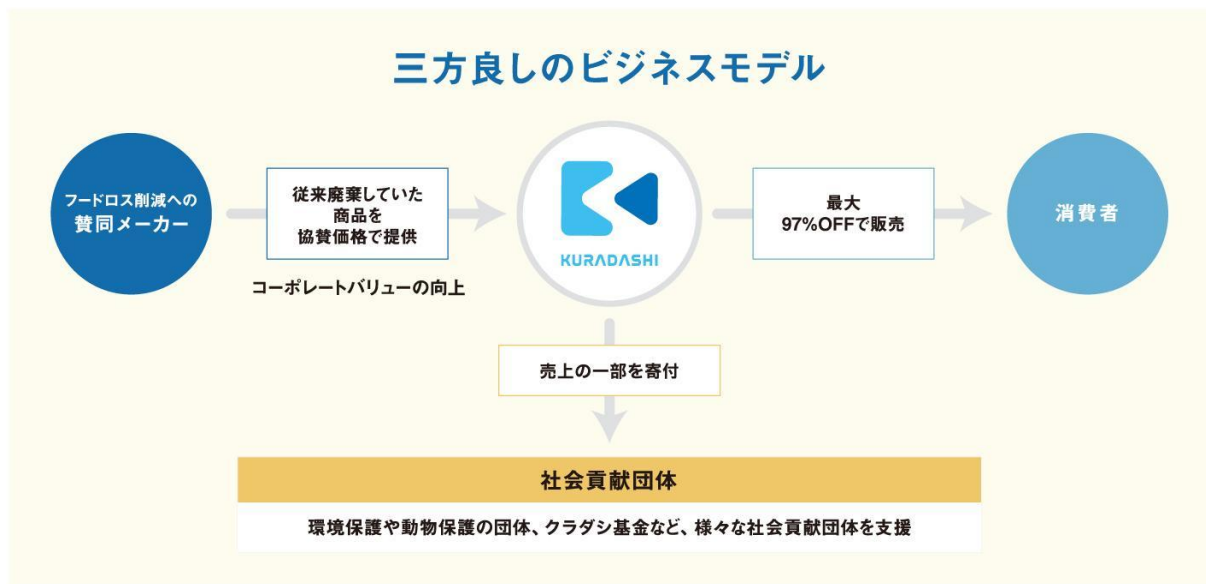 三方良しのビジネスモデル
フードロス削減への
賛同メーカー
従来廃棄していた
商品を
協賛価格で提供
コーポレートバリューの向上
KURADASHI
最大
97%OFFで販売
消費者
売上の一部を寄付
社会貢献団体
環境保護や動物保護の団体、クラダシ基金など、様々な社会貢献団体を支援